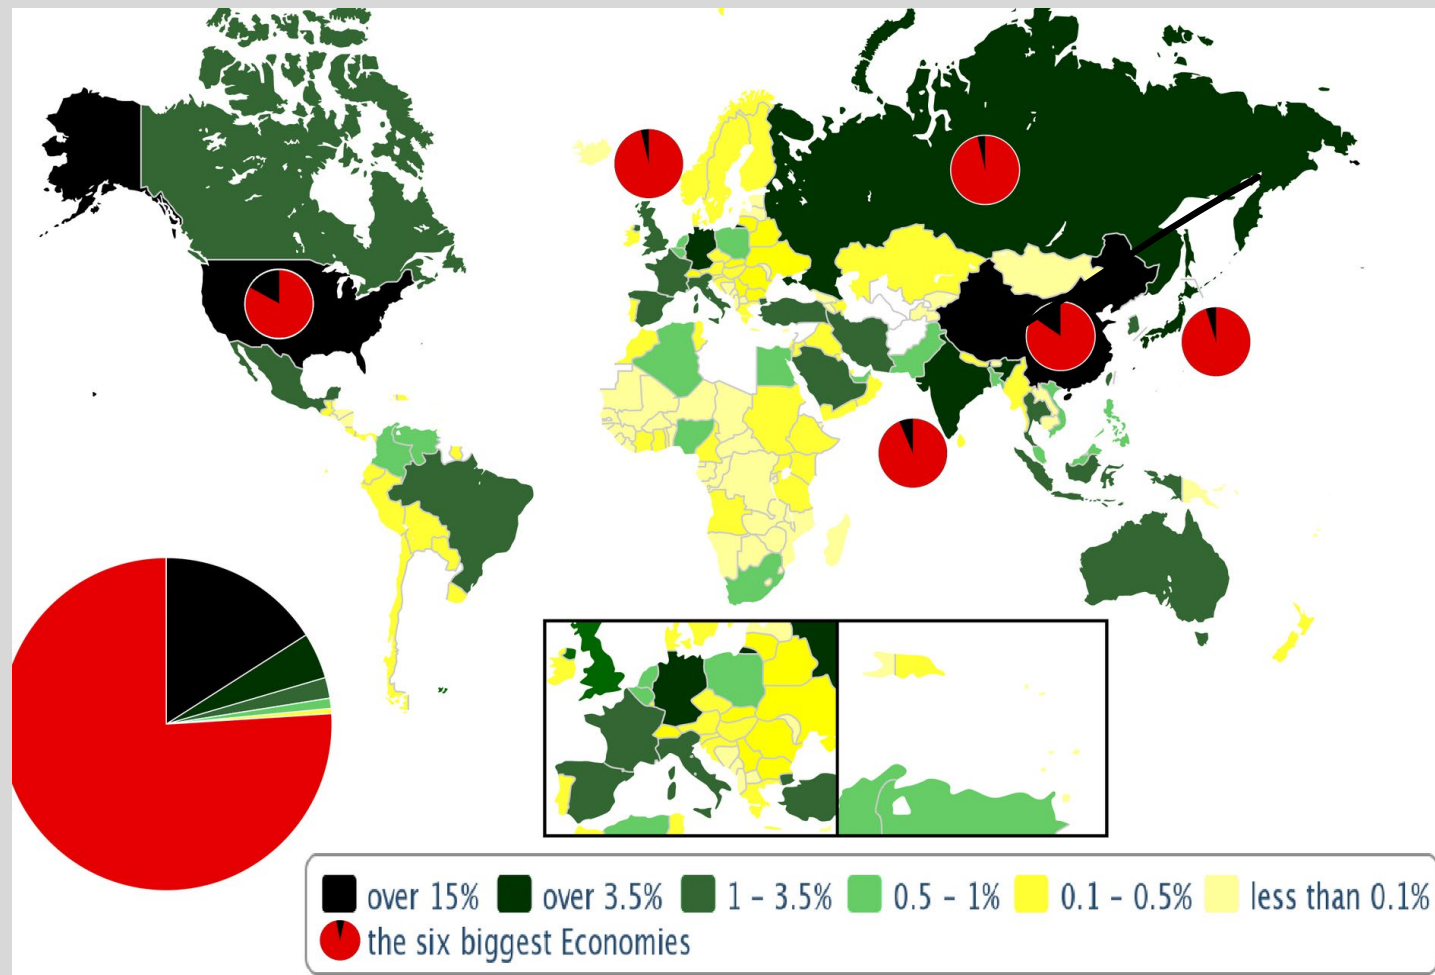 over 15% over 3.5% 1 – 3.5% 0.5 – 1% 0.1 – 0.5% less than 0.1%
the six biggest Economies